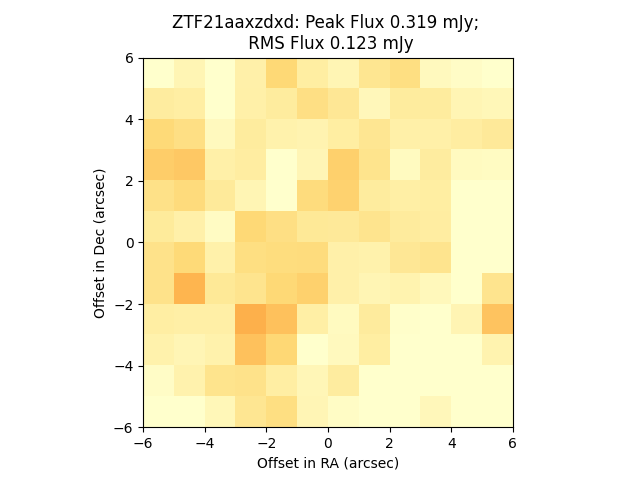 ZTF21aaxzdxd: Peak Flux 0.319 mJy;
RMS Flux 0.123 mJy
6
4
2
0
−2
−4
−6
Offset in Dec (arcsec)
−6 −4 −2 0 2 4 6
Offset in RA (arcsec)